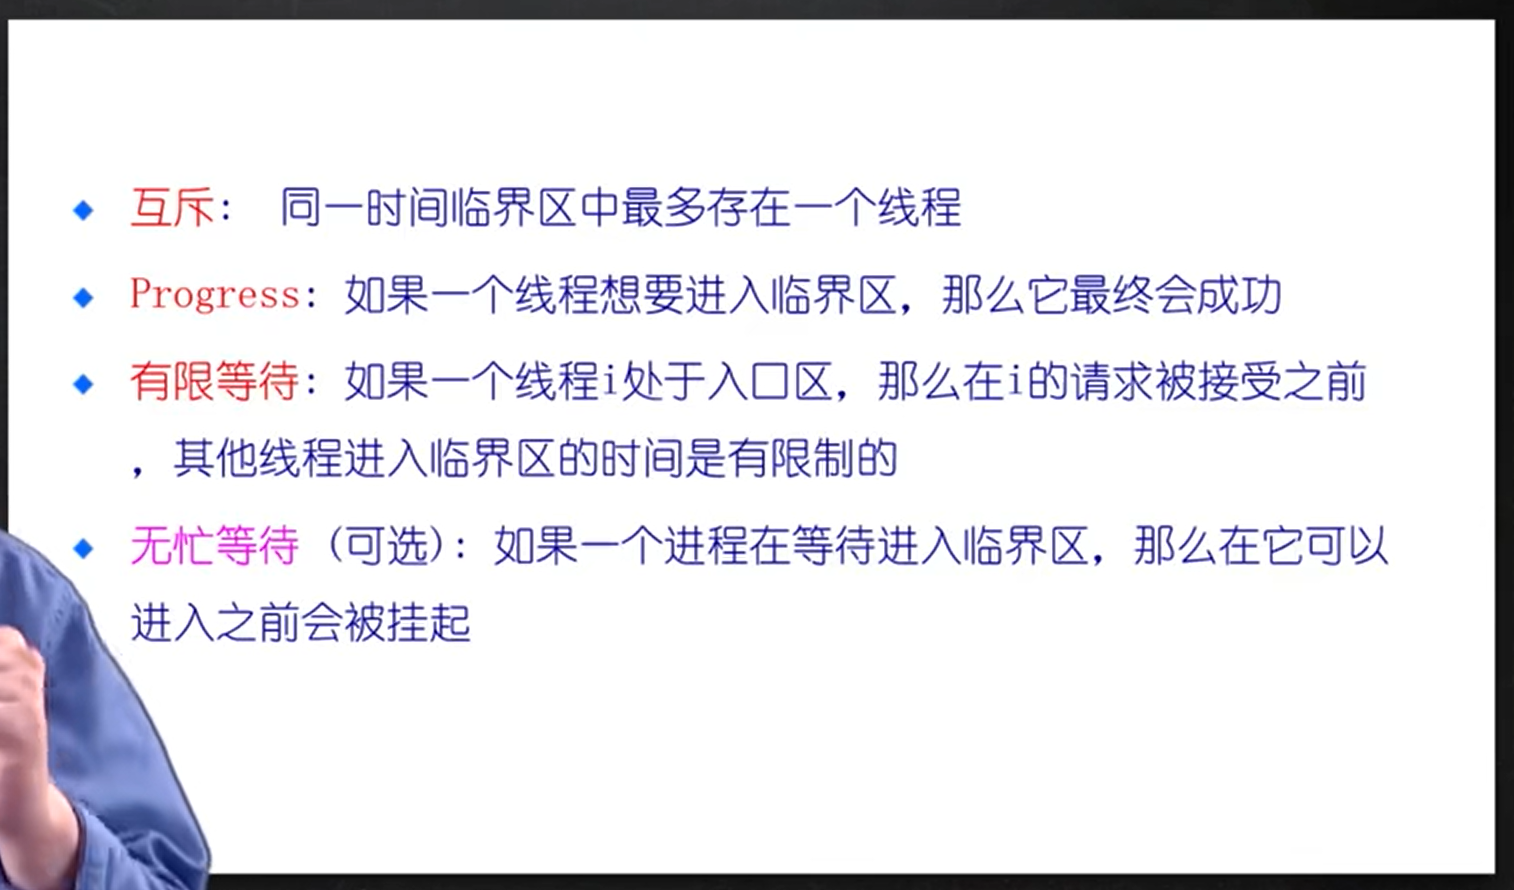 互斥： 同一时间临界区中最多存在一个线程
Progress：如果一个线程想要进入临界区，那么它最终会成功
有限等待：如果一个线程i处于入口区，那么在i的请求被接受之前
，其他线程进入临界区的时间是有限制的
无忙等待（可选）：如果一个进程在等待进入临界区，那么在它可以
进入之前会被挂起